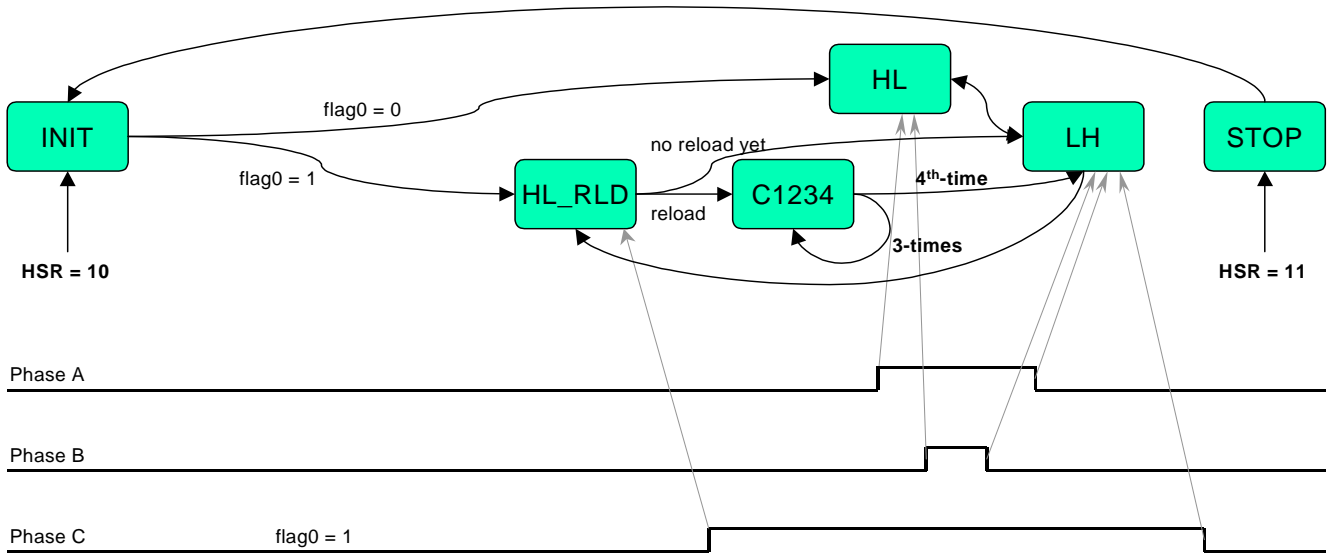 HL
flag0 = 0
INIT
LH
STOP
no reload yet
flag0 = 1
HL_RLD
reload
C1234
4th-time
3-times
HSR = 10
HSR = 11
Phase A
Phase B
Phase C
flag0 = 1